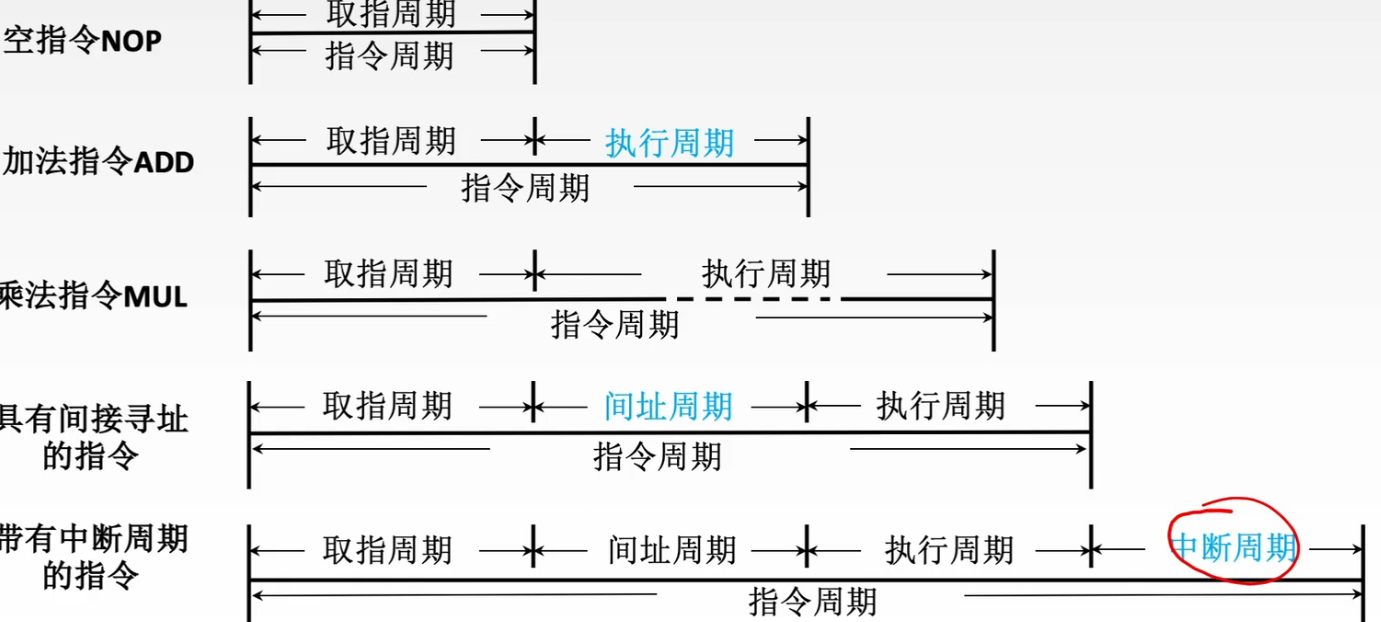 取指周期
空指令NOP
指令周期
取指周期 执行周期
加法指令ADD
指令周期
取指周期 执行周期
乘法指令MUL
指令周期
取指周期 间址周期 执行周期
具有间接寻址
的指令
指令周期
取指周期 间址周期 执行周期 中断周期
带有中断周期
的指令
指令周期